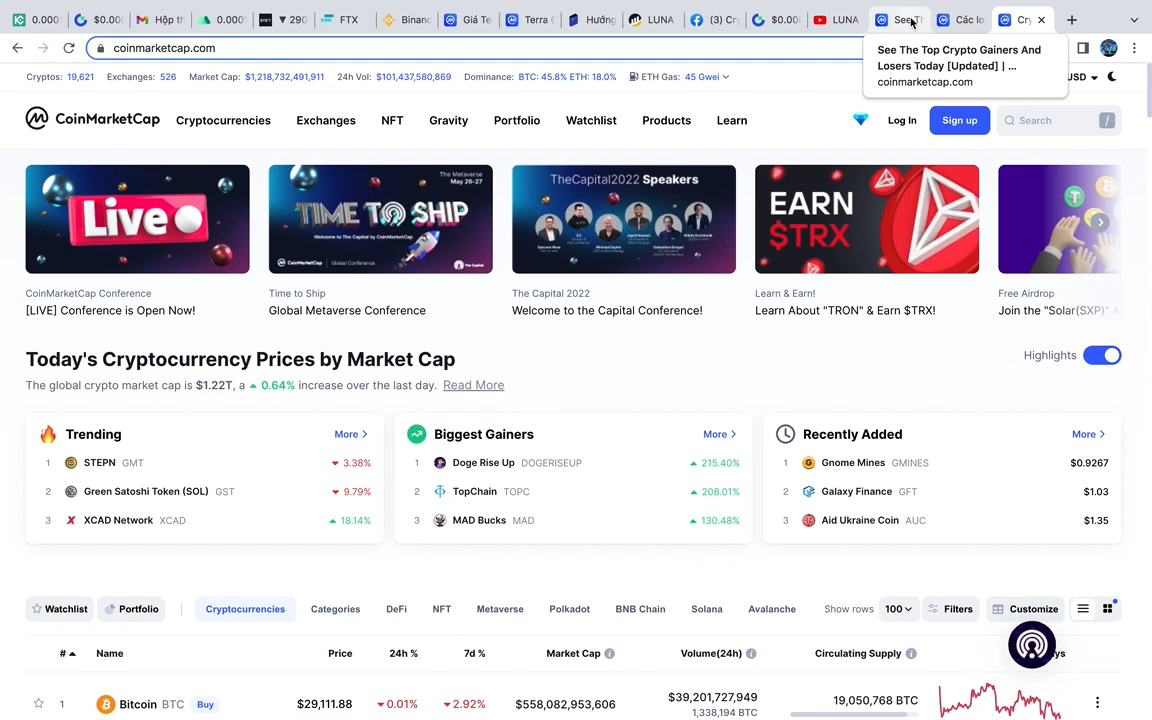 0.000
$0.00
Hộp th
0.000
▼ 290
FTX
Binanc
Giá Te
Terra C
Hướng
LUNA
(3) Cry
$0.00
LUNA
See Th
Các lo
Cry
coinmarketcap.com
See The Top Crypto Gainers And
Losers Today [Updated] | ...
coinmarketcap.com
Cryptos: 19,621
Exchanges: 526
Market Cap: $1,218,732,491,911
24h Vol: $101,437,580,869
Dominance: BTC: 45.8% ETH: 18.0%
ETH Gas: 45 Gwei
USD
CoinMarketCap
Cryptocurrencies
Exchanges
NFT
Gravity
Portfolio
Watchlist
Products
Learn
Log In
Sign up
Search
/
Live
The Metaverse
May 26-27
TIME TO SHIP
Welcome to The Capital by CoinMarketCap
CoinMarketCap
Global Conference
The Capital
TheCapital2022 Speakers
EARN
$TRX
CoinMarketCap Conference
[LIVE] Conference is Open Now!
Time to Ship
Global Metaverse Conference
The Capital 2022
Welcome to the Capital Conference!
Learn & Earn!
Learn About "TRON" & Earn $TRX!
Free Airdrop
Join the "Solar(SXP)" A
Today's Cryptocurrency Prices by Market Cap
Highlights
The global crypto market cap is $1.22T, a ▲ 0.64% increase over the last day. Read More
Trending
More >
1 STEPN GMT ▼ 3.38%
2 Green Satoshi Token (SOL) GST ▼ 9.79%
3 XCAD Network XCAD ▲ 18.14%
Biggest Gainers
More >
1 Doge Rise Up DOGERISEUP ▲ 215.40%
2 TopChain TOPC ▲ 208.01%
3 MAD Bucks MAD ▲ 130.48%
Recently Added
More >
1 Gnome Mines GMINES $0.9267
2 Galaxy Finance GFT $1.03
3 Aid Ukraine Coin AUC $1.35
Watchlist
Portfolio
Cryptocurrencies
Categories
DeFi
NFT
Metaverse
Polkadot
BNB Chain
Solana
Avalanche
Show rows
100
Filters
Customize
# Name Price 24h % 7d % Market Cap Volume(24h) Circulating Supply ys
1 Bitcoin BTC Buy $29,111.88 ▼0.01% ▼2.92% $558,082,953,606 $39,201,727,949 19,050,768 BTC
1,338,194 BTC